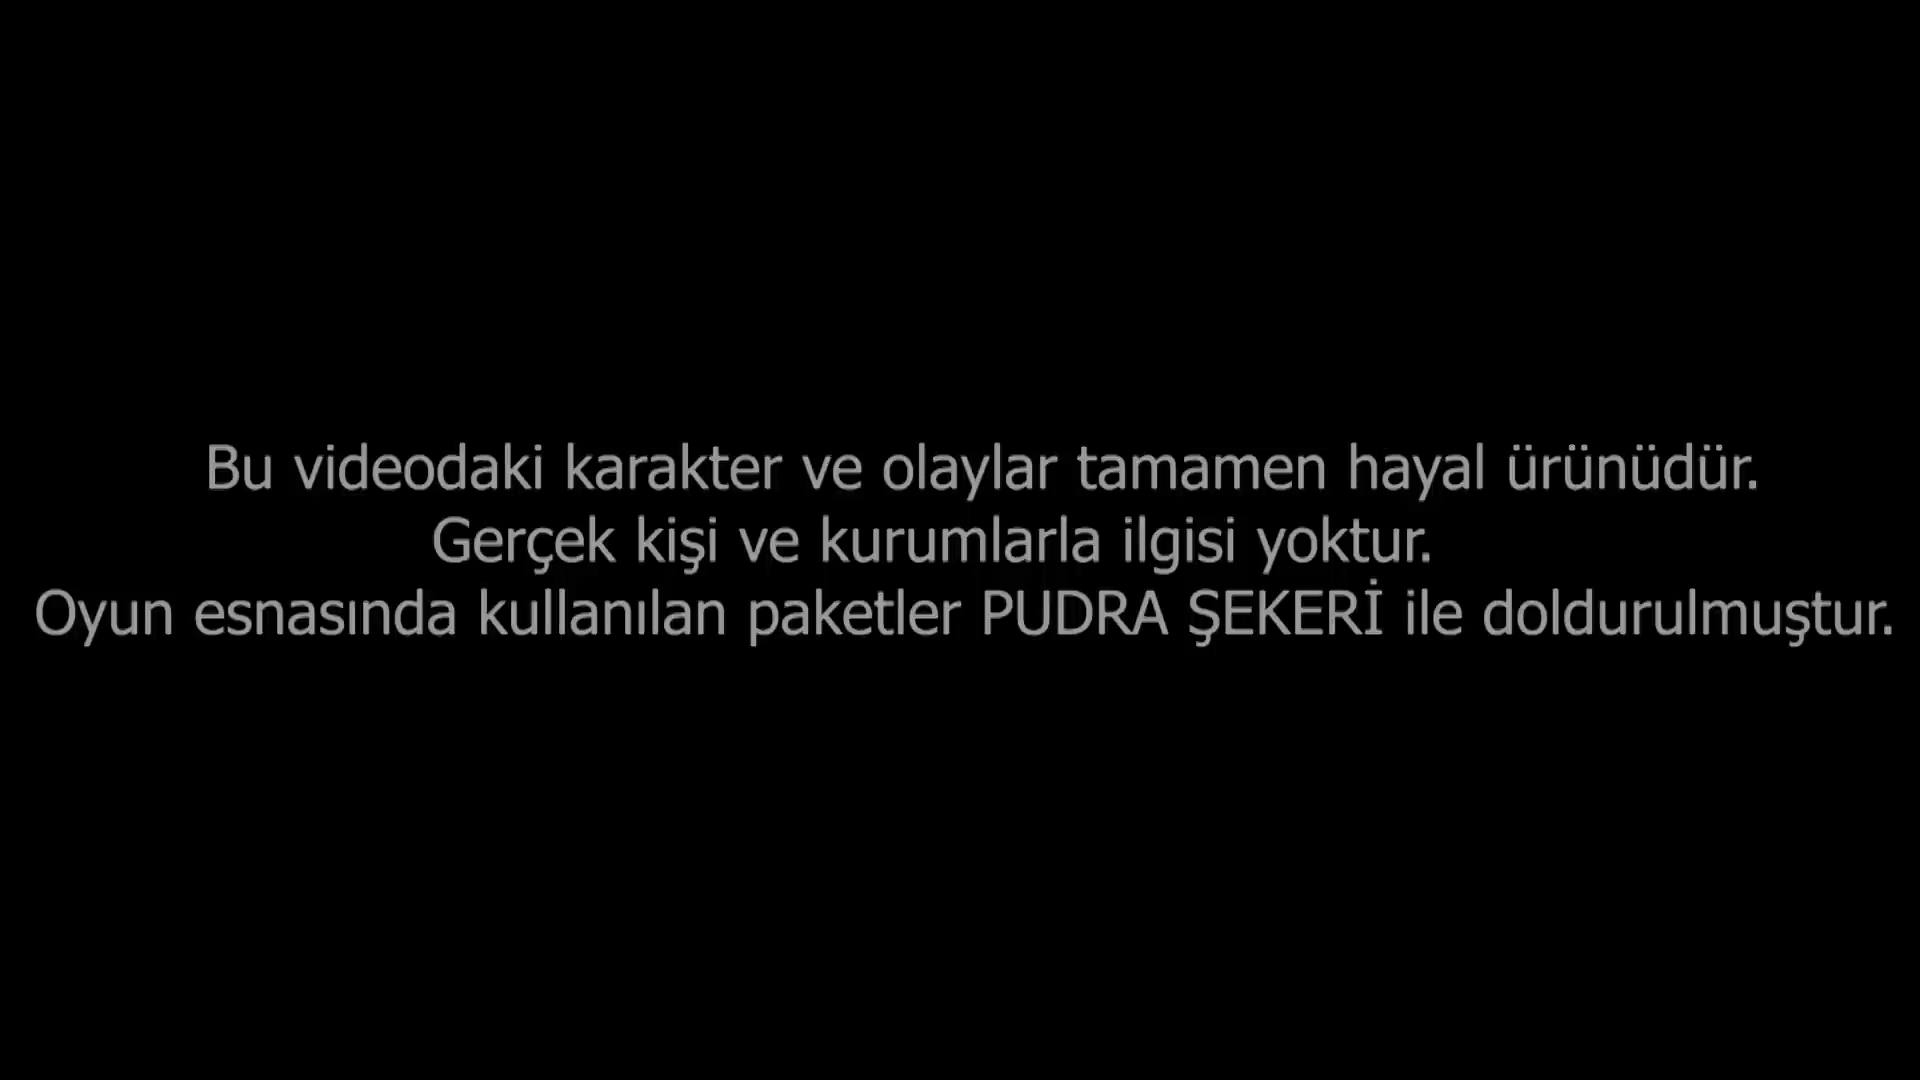 Bu videodaki karakter ve olaylar tamamen hayal ürünüdür.
Gerçek kişi ve kurumlarla ilgisi yoktur.
Oyun esnasında kullanılan paketler PUDRA ŞEKERİ ile doldurulmuştur.